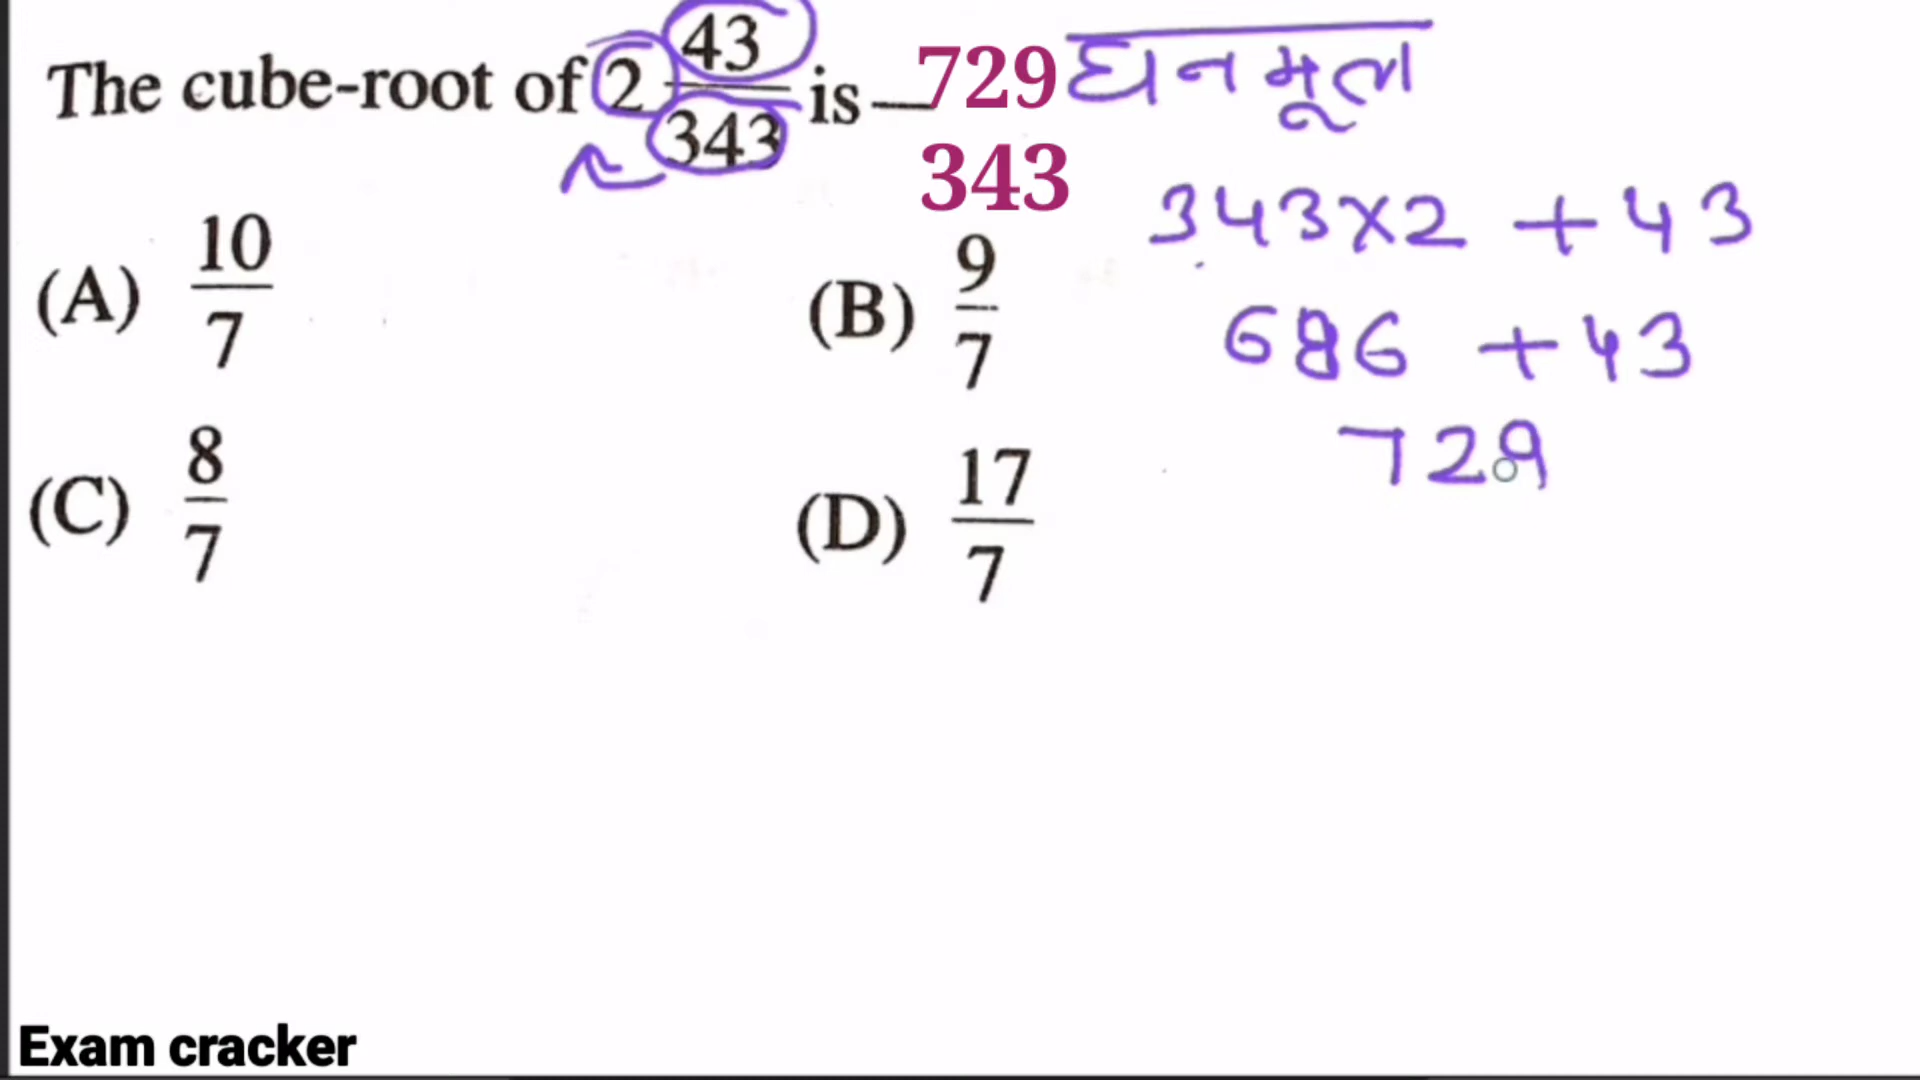 The cube-root of 2 43/343 is — 729 घनमूल
343
343×2 + 43
(A) 10/7 (B) 9/7
686 + 43
729
(C) 8/7 (D) 17/7
Exam cracker